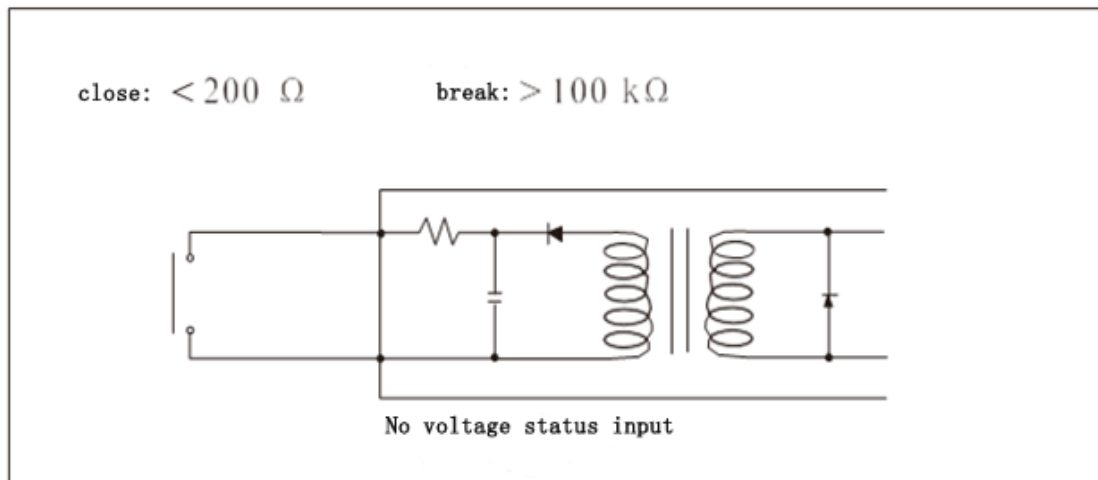 close: < 200 Ω break: > 100 kΩ
No voltage status input